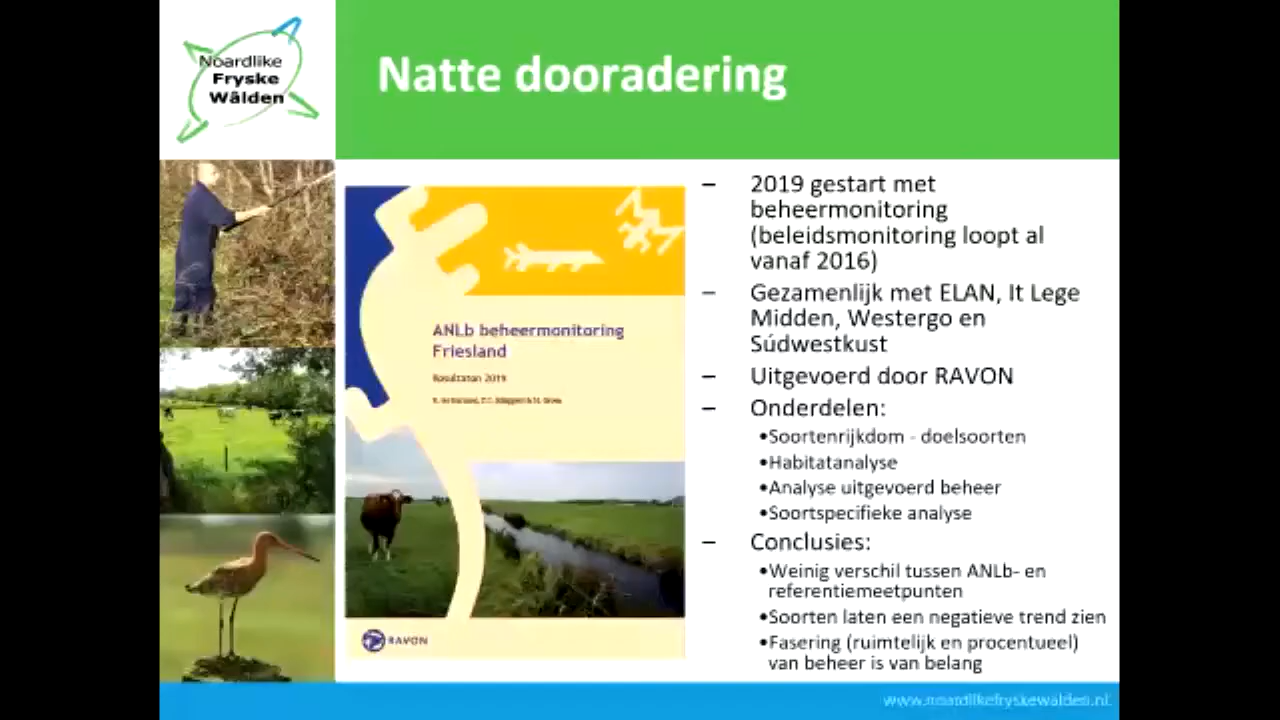 Noardlike
Fryske
Wâlden
Natte dooradering
ANLb beheermonitoring
Friesland
Resultaten 2019
RAVON
– 2019 gestart met
beheermonitoring
(beleidsmonitoring loopt al
vanaf 2016)
– Gezamenlijk met ELAN, It Lege
Midden, Westergo en
Súdwestkust
– Uitgevoerd door RAVON
– Onderdelen:
•Soortenrijkdom - doelsoorten
•Habitatanalyse
•Analyse uitgevoerd beheer
•Soortspecifieke analyse
– Conclusies:
•Weinig verschil tussen ANLb- en
referentiemeetpunten
•Soorten laten een negatieve trend zien
•Fasering (ruimtelijk en procentueel)
van beheer is van belang
www.noardlikefryskewalden.nl